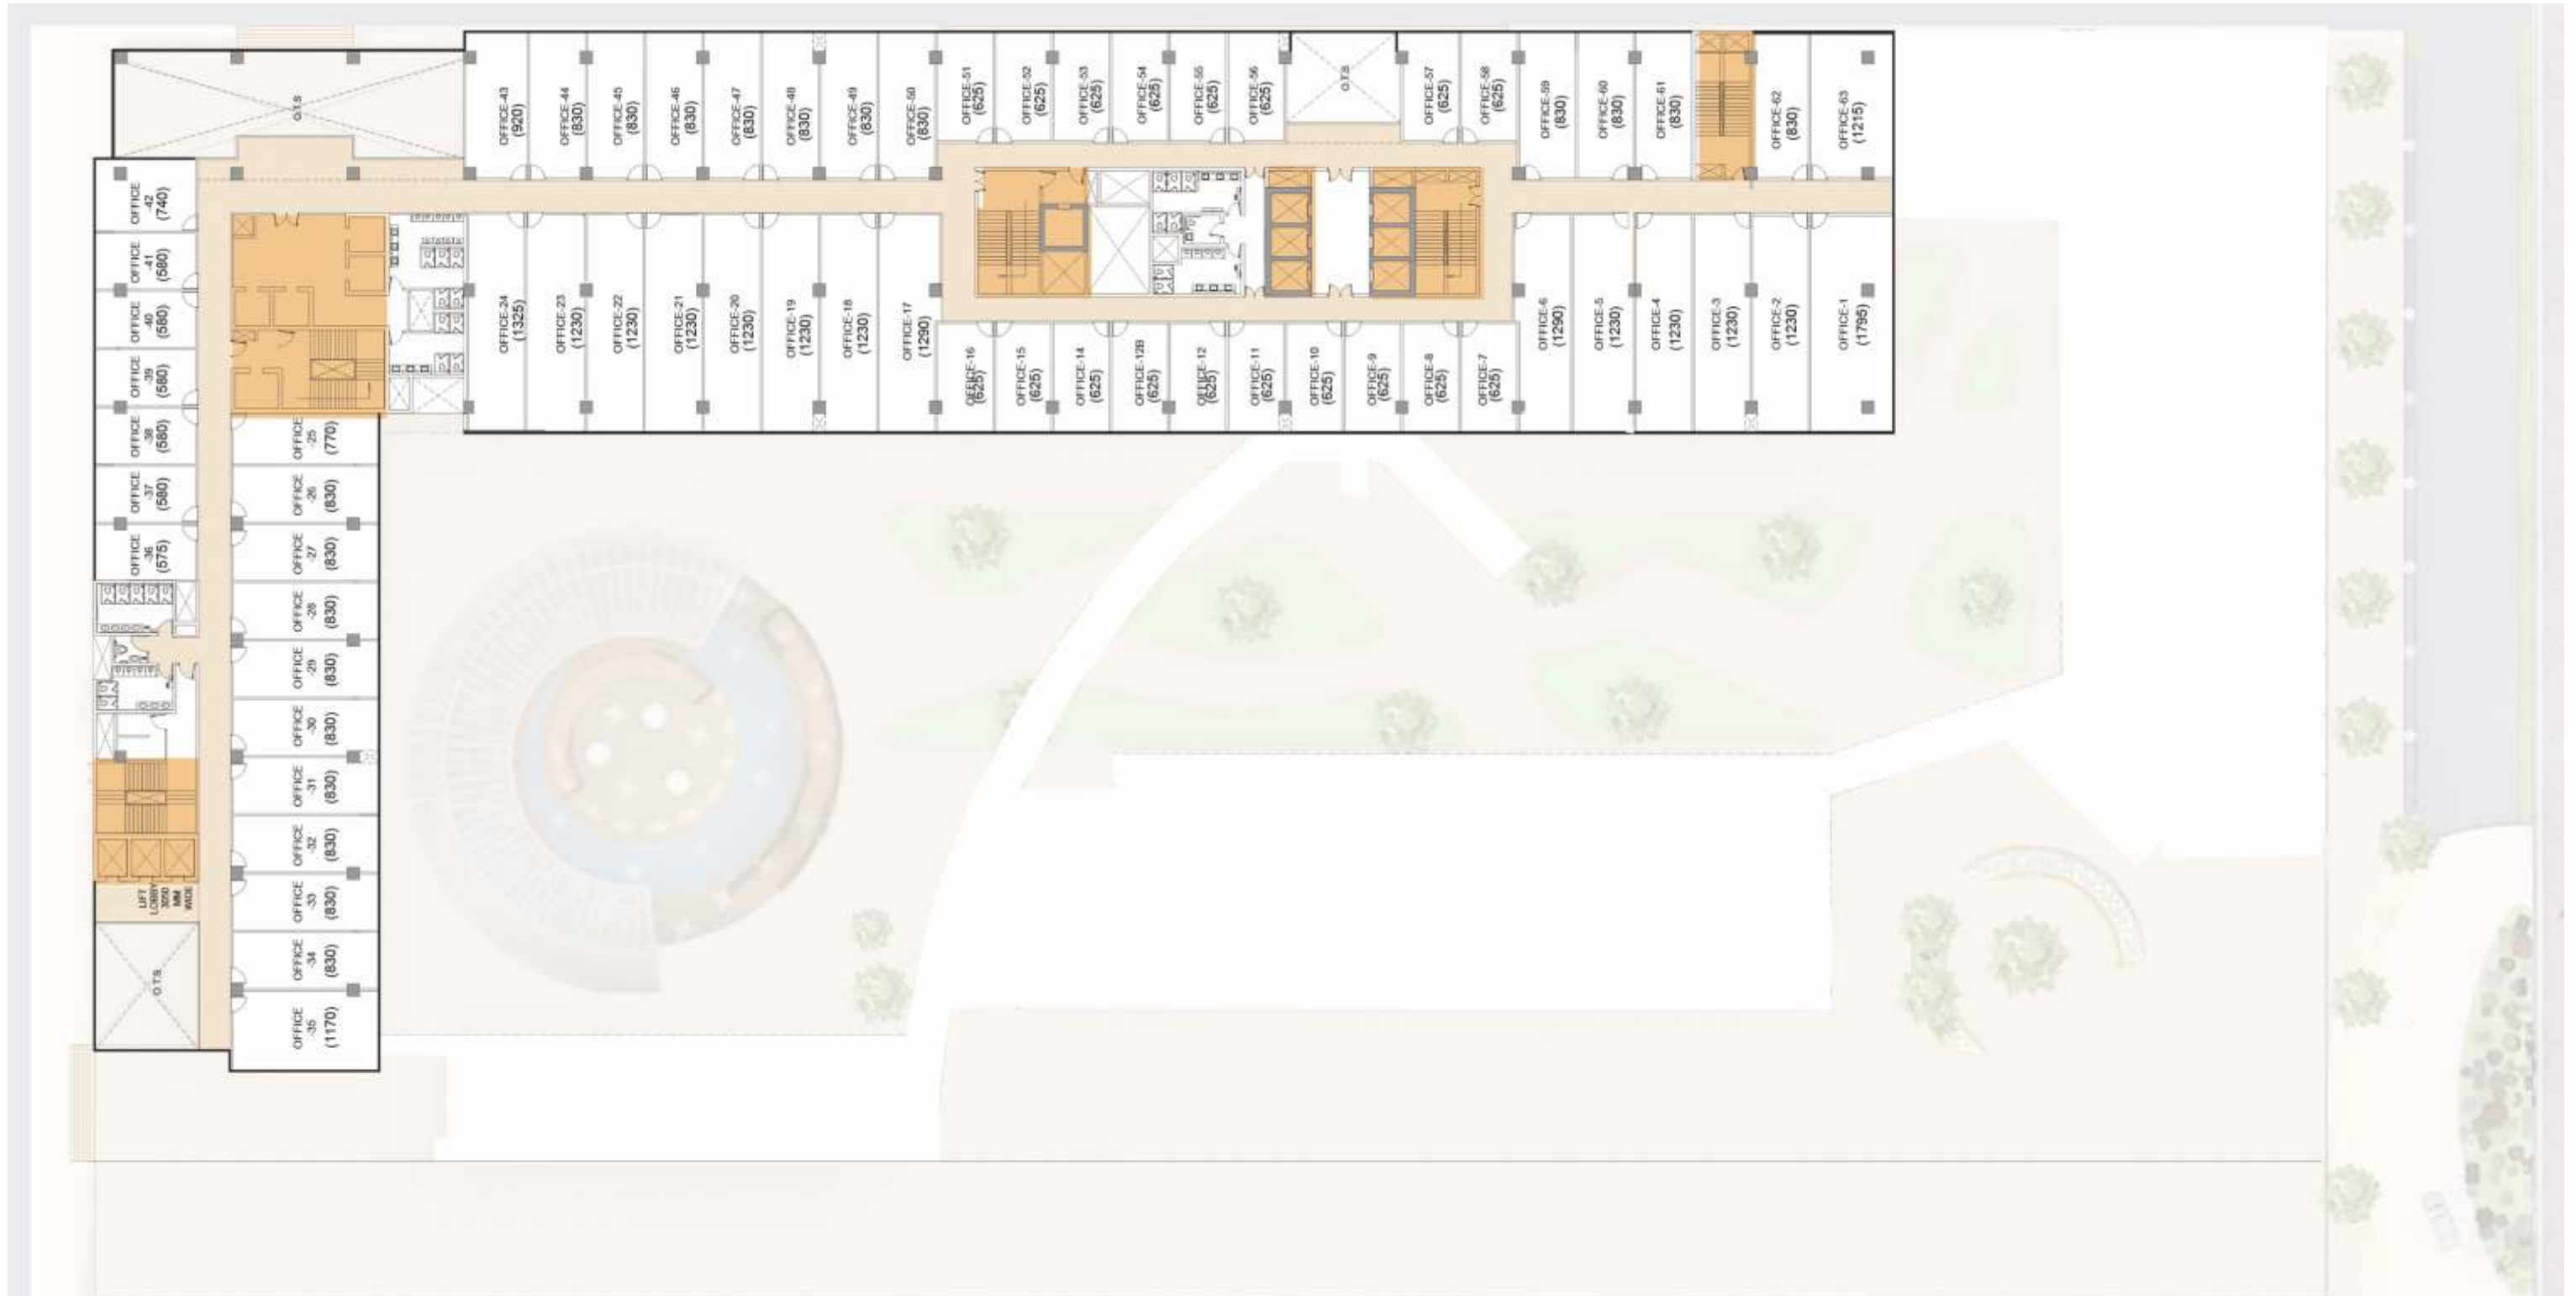 O.T.S
OFFICE-43
(920)
OFFICE-44
(830)
OFFICE-45
(830)
OFFICE-46
(830)
OFFICE-47
(830)
OFFICE-48
(830)
OFFICE-49
(830)
OFFICE-50
(830)
OFFICE-51
(625)
OFFICE-52
(625)
OFFICE-53
(625)
OFFICE-54
(625)
OFFICE-55
(625)
OFFICE-56
(625)
O.T.S
OFFICE-57
(625)
OFFICE-58
(625)
OFFICE-59
(830)
OFFICE-60
(830)
OFFICE-61
(830)
OFFICE-62
(830)
OFFICE-63
(1215)
OFFICE
-42
(740)
OFFICE
-41
(580)
OFFICE
-40
(580)
OFFICE
-39
(580)
OFFICE
-38
(580)
OFFICE
-37
(580)
OFFICE
-36
(575)
OFFICE-24
(1325)
OFFICE-23
(1230)
OFFICE-22
(1230)
OFFICE-21
(1230)
OFFICE-20
(1230)
OFFICE-19
(1230)
OFFICE-18
(1230)
OFFICE-17
(1290)
OFFICE-16
(625)
OFFICE-15
(625)
OFFICE-14
(625)
OFFICE-12B
(625)
OFFICE-12
(625)
OFFICE-11
(625)
OFFICE-10
(625)
OFFICE-9
(625)
OFFICE-8
(625)
OFFICE-7
(625)
OFFICE-6
(1290)
OFFICE-5
(1230)
OFFICE-4
(1230)
OFFICE-3
(1230)
OFFICE-2
(1230)
OFFICE-1
(1795)
OFFICE
-25
(770)
OFFICE
-26
(830)
OFFICE
-27
(830)
OFFICE
-28
(830)
OFFICE
-29
(830)
OFFICE
-30
(830)
OFFICE
-31
(830)
OFFICE
-32
(830)
OFFICE
-33
(830)
OFFICE
-34
(830)
OFFICE
-35
(1170)
LIFT
LOBBY
3050
MM
WIDE
O.T.S